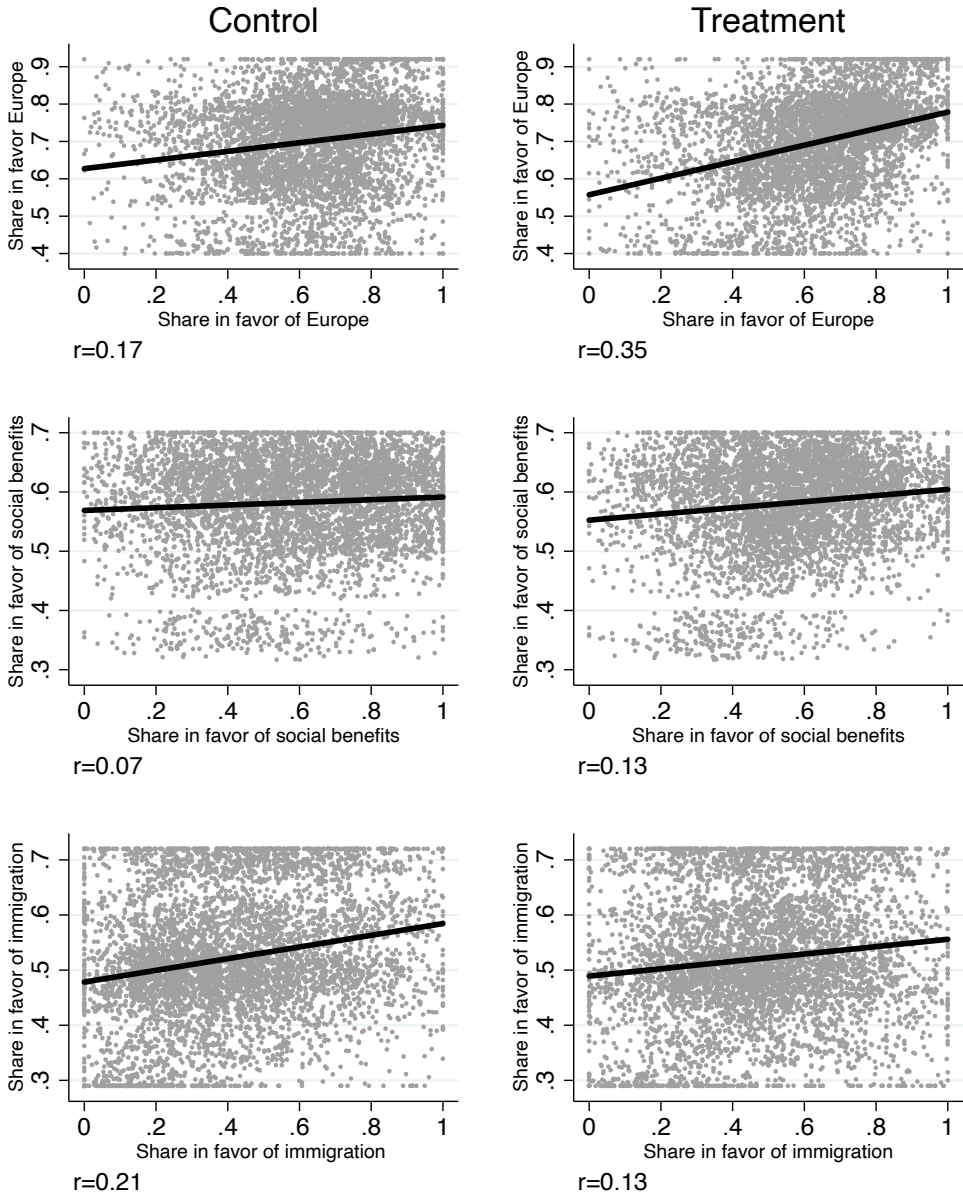 Control
Treatment
Share in favor of Europe
.9
.8
.7
.6
.5
.4
0 .2 .4 .6 .8 1
Share in favor of Europe
r=0.17
Share in favor of Europe
.9
.8
.7
.6
.5
.4
0 .2 .4 .6 .8 1
Share in favor of Europe
r=0.35
Share in favor of social benefits
.7
.6
.5
.4
.3
0 .2 .4 .6 .8 1
Share in favor of social benefits
r=0.07
Share in favor of social benefits
.7
.6
.5
.4
.3
0 .2 .4 .6 .8 1
Share in favor of social benefits
r=0.13
Share in favor of immigration
.7
.6
.5
.4
.3
0 .2 .4 .6 .8 1
Share in favor of immigration
r=0.21
Share in favor of immigration
.7
.6
.5
.4
.3
0 .2 .4 .6 .8 1
Share in favor of immigration
r=0.13